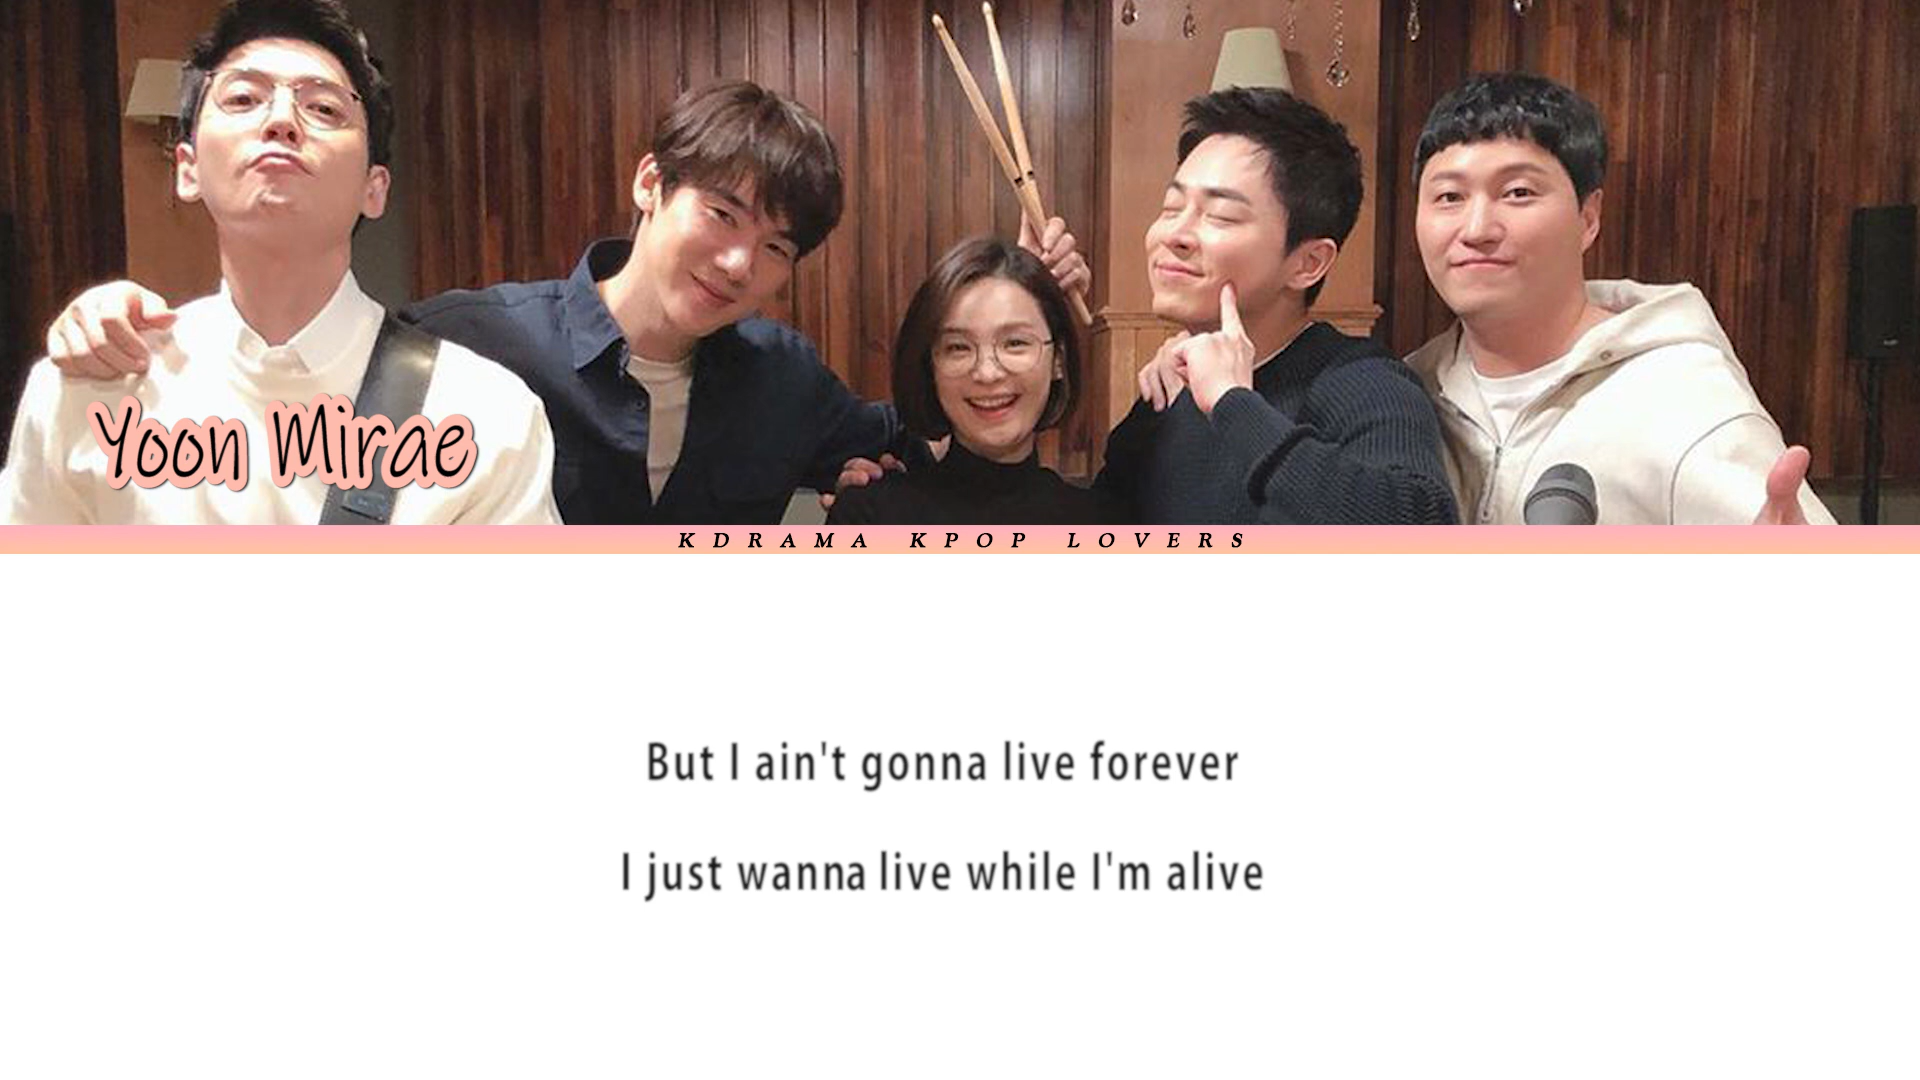 Yoon Mirae
KDRAMA KPOP LOVERS
But I ain't gonna live forever
I just wanna live while I'm alive